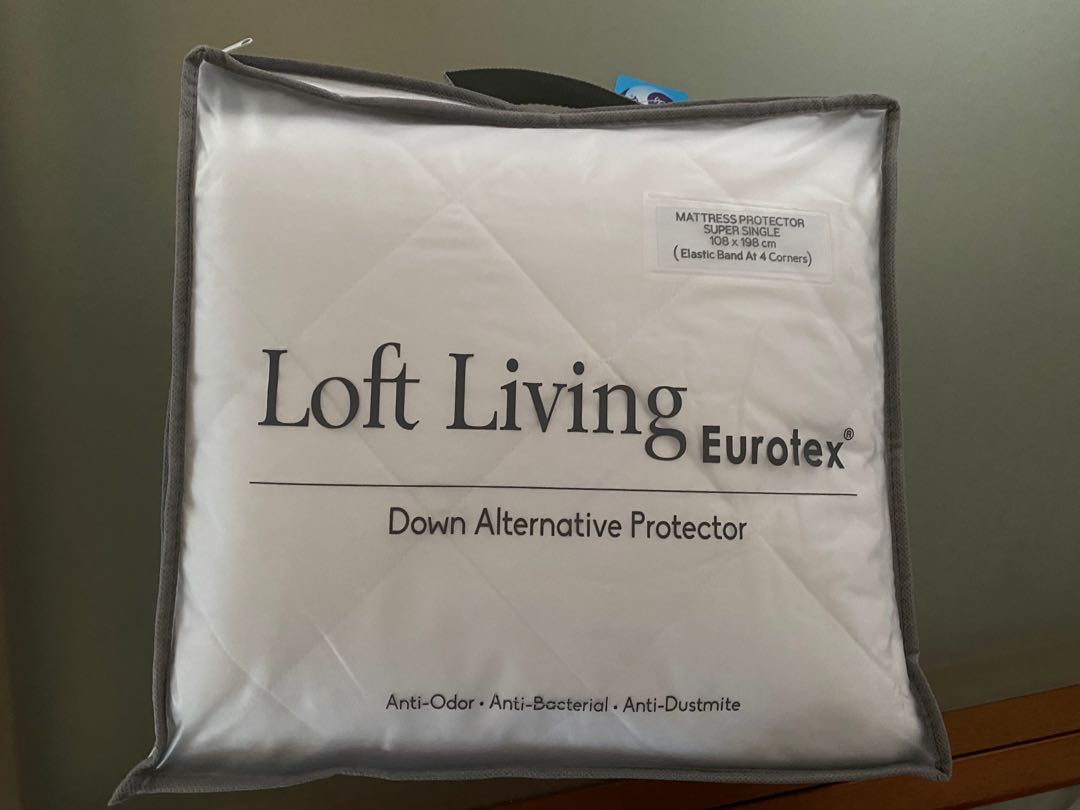 MATTRESS PROTECTOR
SUPER SINGLE
108 x 198 cm
(Elastic Band At 4 Corners)
Loft Living Eurotex®
Down Alternative Protector
Anti-Odor • Anti-Bacterial • Anti-Dustmite